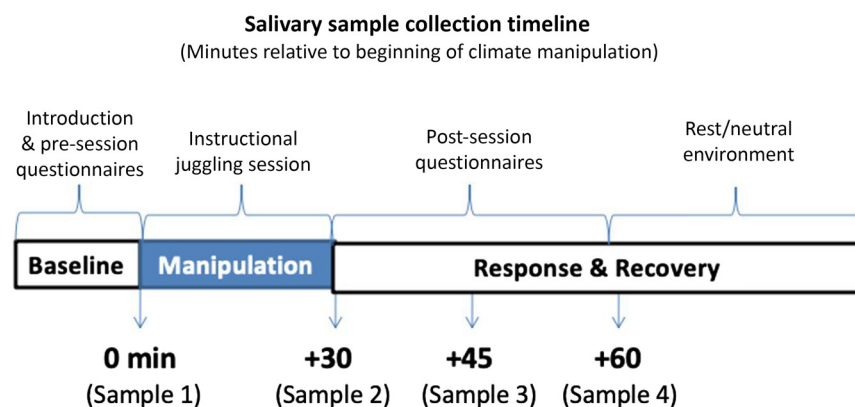 Salivary sample collection timeline
(Minutes relative to beginning of climate manipulation)
Introduction
& pre-session
questionnaires
Instructional
juggling session
Post-session
questionnaires
Rest/neutral
environment
Baseline
Manipulation
Response & Recovery
0 min
(Sample 1)
+30
(Sample 2)
+45
(Sample 3)
+60
(Sample 4)